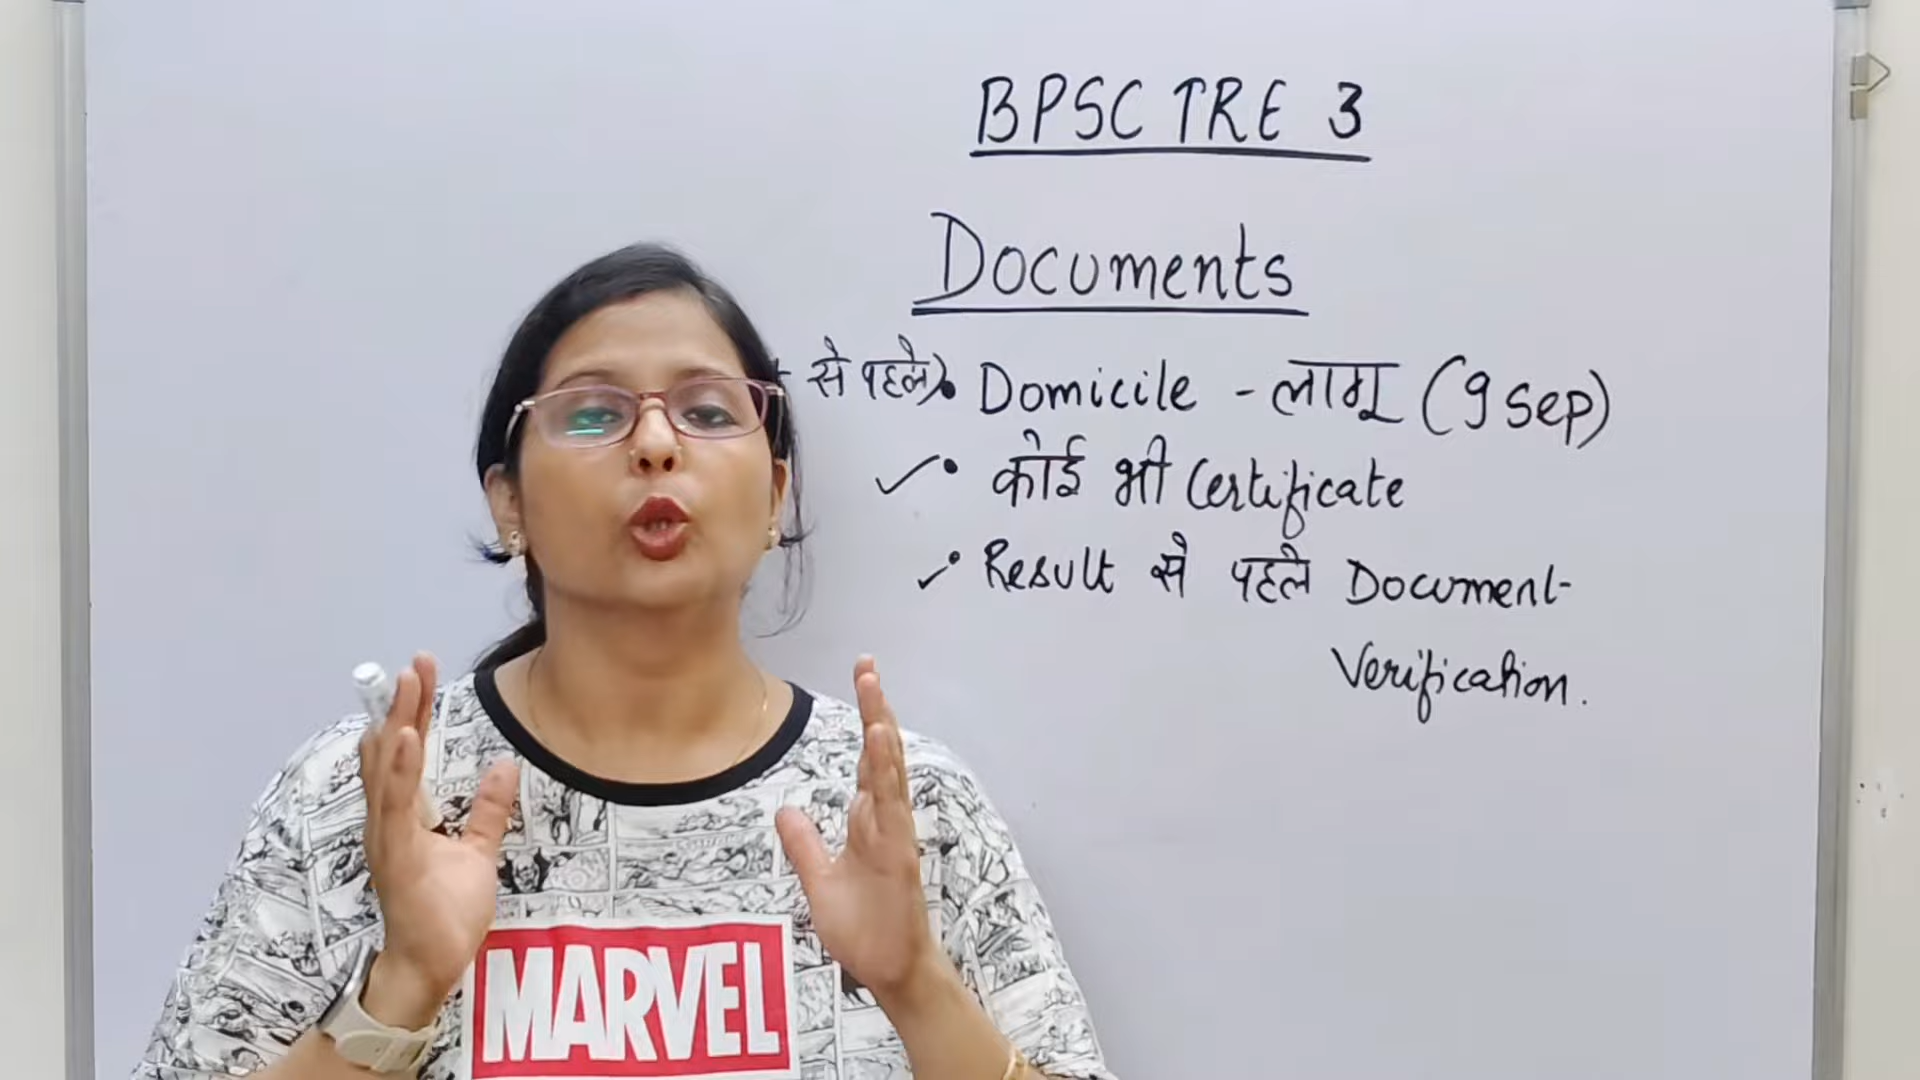 BPSC TRE 3
Documents
से पहले) • Domicile - लागू (9 Sep)
✓ • कोई भी Certificate
✓ • Result से पहले Document-
Verification.
MARVEL